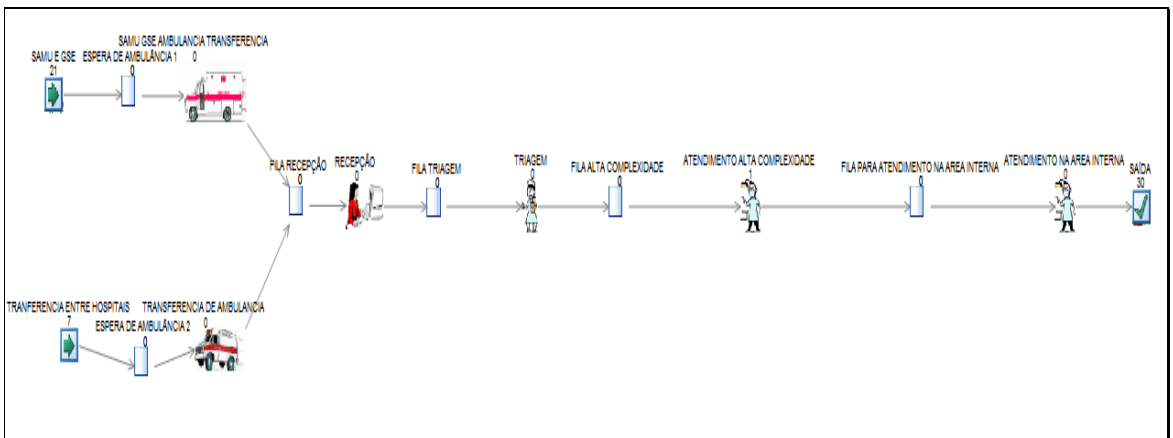 SAMU GSE AMBULANCIA TRANSFERENCIA
0
SAMU E GSE
21
ESPERA DE AMBULÂNCIA 1
0
FILA RECEPÇÃO
0
RECEPÇÃO
0
FILA TRIAGEM
0
TRIAGEM
0
FILA ALTA COMPLEXIDADE
0
ATENDIMENTO ALTA COMPLEXIDADE
1
FILA PARA ATENDIMENTO NA AREA INTERNA
0
ATENDIMENTO NA AREA INTERNA
0
SAÍDA
30
TRANFERENCIA ENTRE HOSPITAIS
7
ESPERA DE AMBULÂNCIA 2
0
TRANSFERENCIA DE AMBULANCIA
0